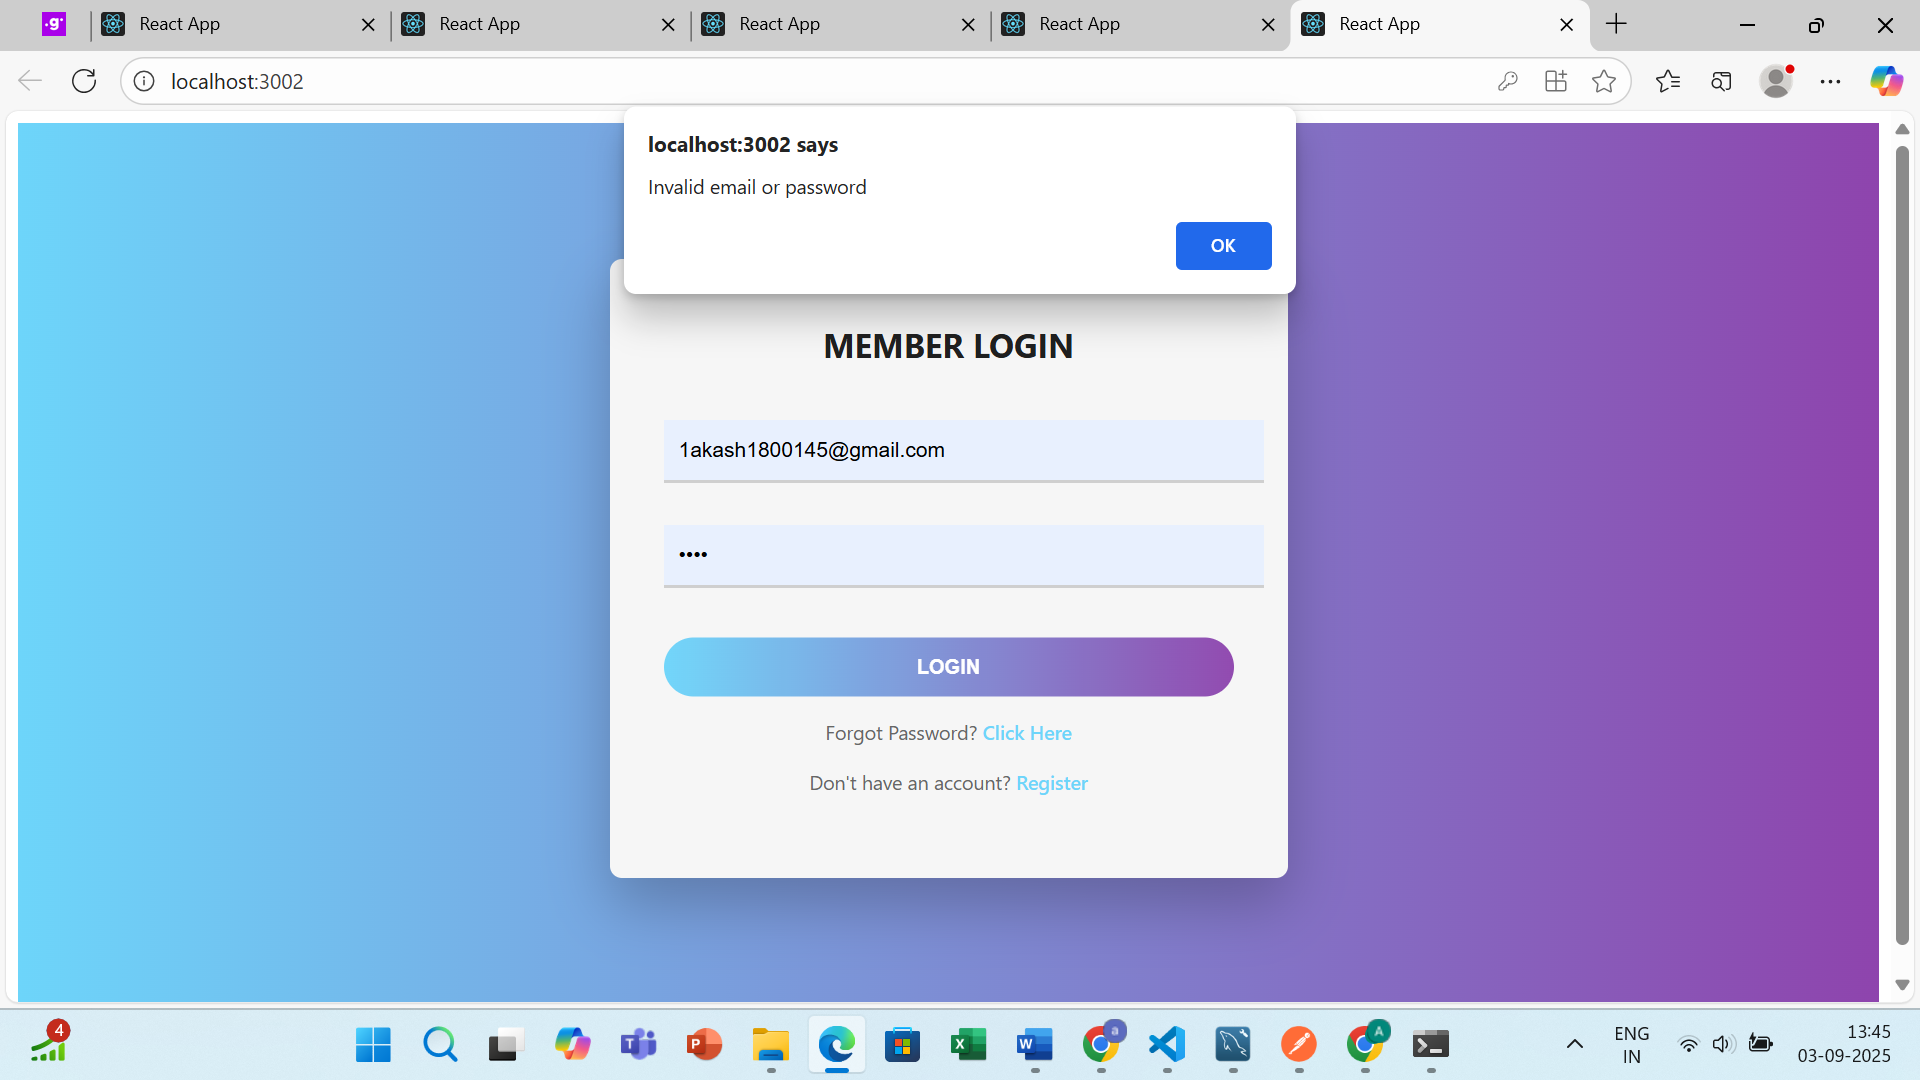 .g.
React App
React App
React App
React App
React App
localhost:3002
localhost:3002 says
Invalid email or password
OK
MEMBER LOGIN
1akash1800145@gmail.com
••••
LOGIN
Forgot Password? Click Here
Don't have an account? Register
4
T
P
X
W
a
A
ENG
IN
13:45
03-09-2025